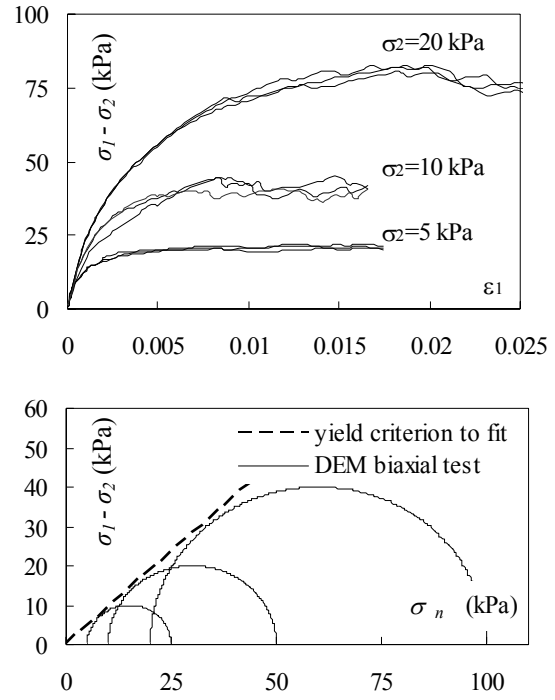 100
75
50
25
0
σ1 - σ2 (kPa)
σ2=20 kPa
σ2=10 kPa
σ2=5 kPa
ε1
0 0.005 0.01 0.015 0.02 0.025
60
50
40
30
20
10
0
σ1 - σ2 (kPa)
yield criterion to fit
DEM biaxial test
σ n (kPa)
0 25 50 75 100